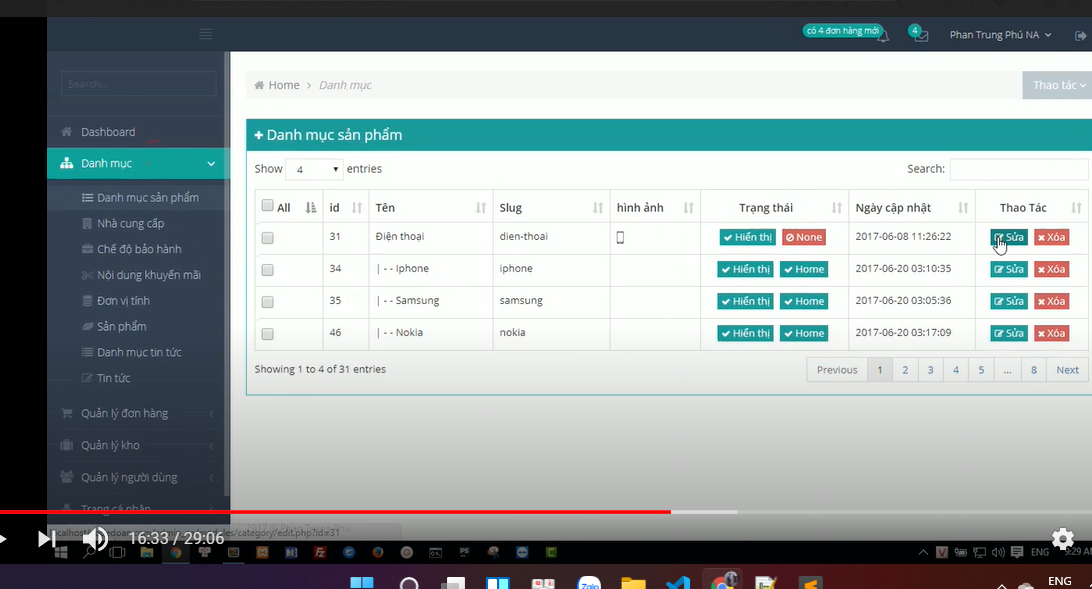 có 4 đơn hàng mới
4
Phan Trung Phú NA
Search...
Home > Danh mục
Thao tác
Dashboard
Danh mục
Danh mục sản phẩm
Nhà cung cấp
Chế độ bảo hành
Nội dung khuyến mãi
Đơn vị tính
Sản phẩm
Danh mục tin tức
Tin tức
Quản lý đơn hàng
Quản lý kho
Quản lý người dùng
Trang cá nhân
Danh mục sản phẩm
Show 4 entries
Search:
All id Tên Slug hình ảnh Trạng thái Ngày cập nhật Thao Tác
31 Điện thoại dien-thoai Hiển thị None 2017-06-08 11:26:22 Sửa Xóa
34 | - - Iphone iphone Hiển thị Home 2017-06-20 03:10:35 Sửa Xóa
35 | - - Samsung samsung Hiển thị Home 2017-06-20 03:05:36 Sửa Xóa
46 | - - Nokia nokia Hiển thị Home 2017-06-20 03:17:09 Sửa Xóa
Showing 1 to 4 of 31 entries
Previous 1 2 3 4 5 ... 8 Next
/category/edit.php?id=31
16:33 / 29:06
ENG
9:29
Zalo
ENG